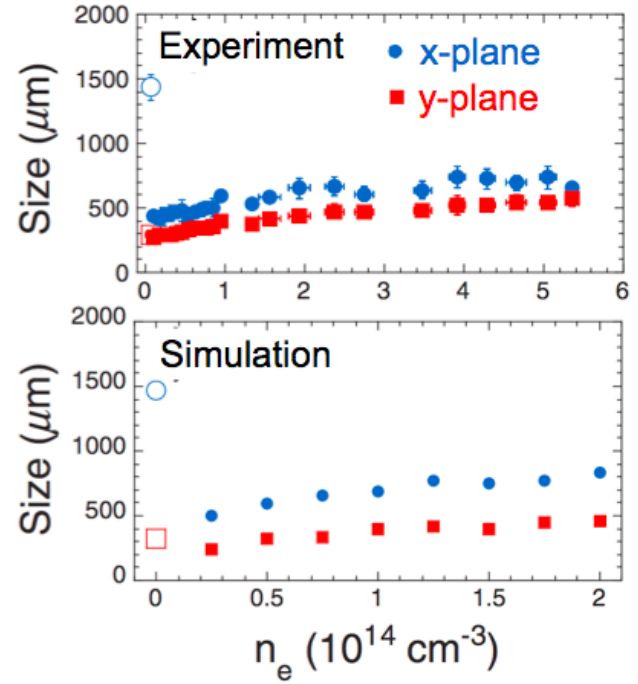 2000
Experiment
x-plane
y-plane
1500
1000
500
0
Size (μm)
0 1 2 3 4 5 6
2000
Simulation
1500
1000
500
0
Size (μm)
0 0.5 1 1.5 2
n_e (10^14 cm^-3)